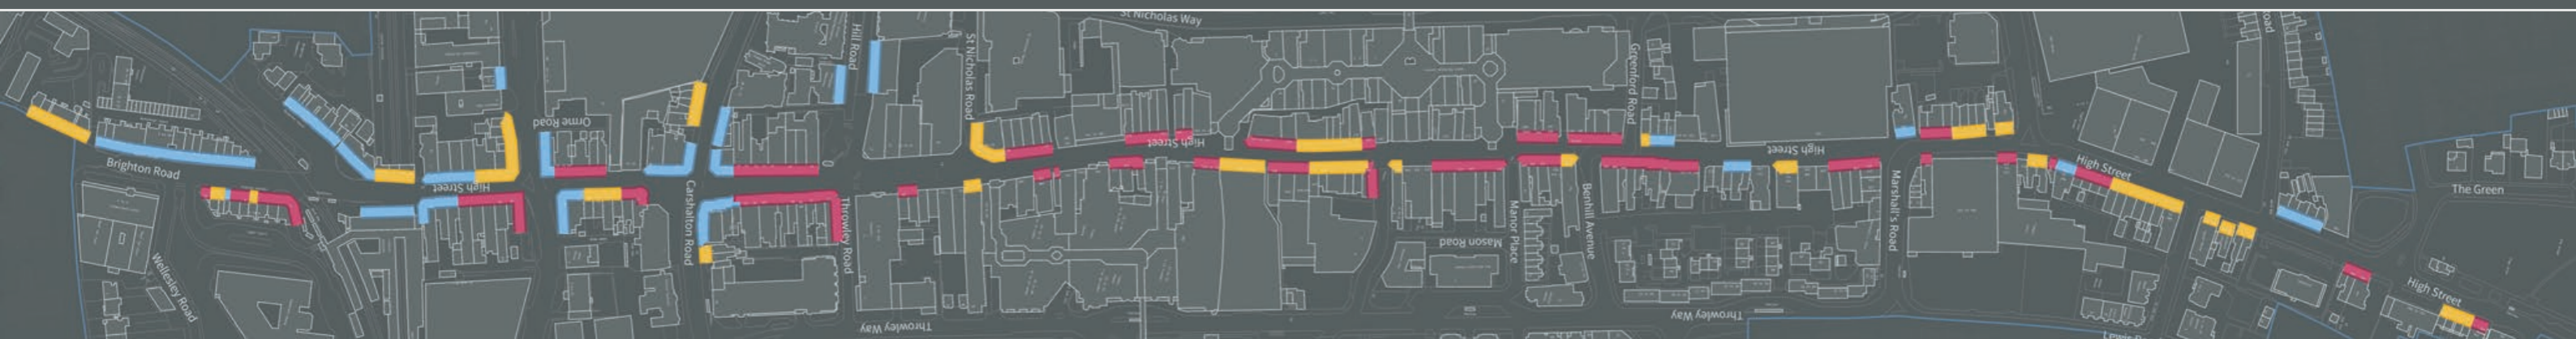 St Nicholas Way
Hill Road
St Nicholas Road
Greenford Road
Orme Road
High Street
High Street
Brighton Road
High Street
High Street
The Green
Carshalton Road
Throwley Road
Manor Place
Benhill Avenue
Marshall's Road
Mason Road
Wellesley Road
High Street
Throwley Way
Throwley Way